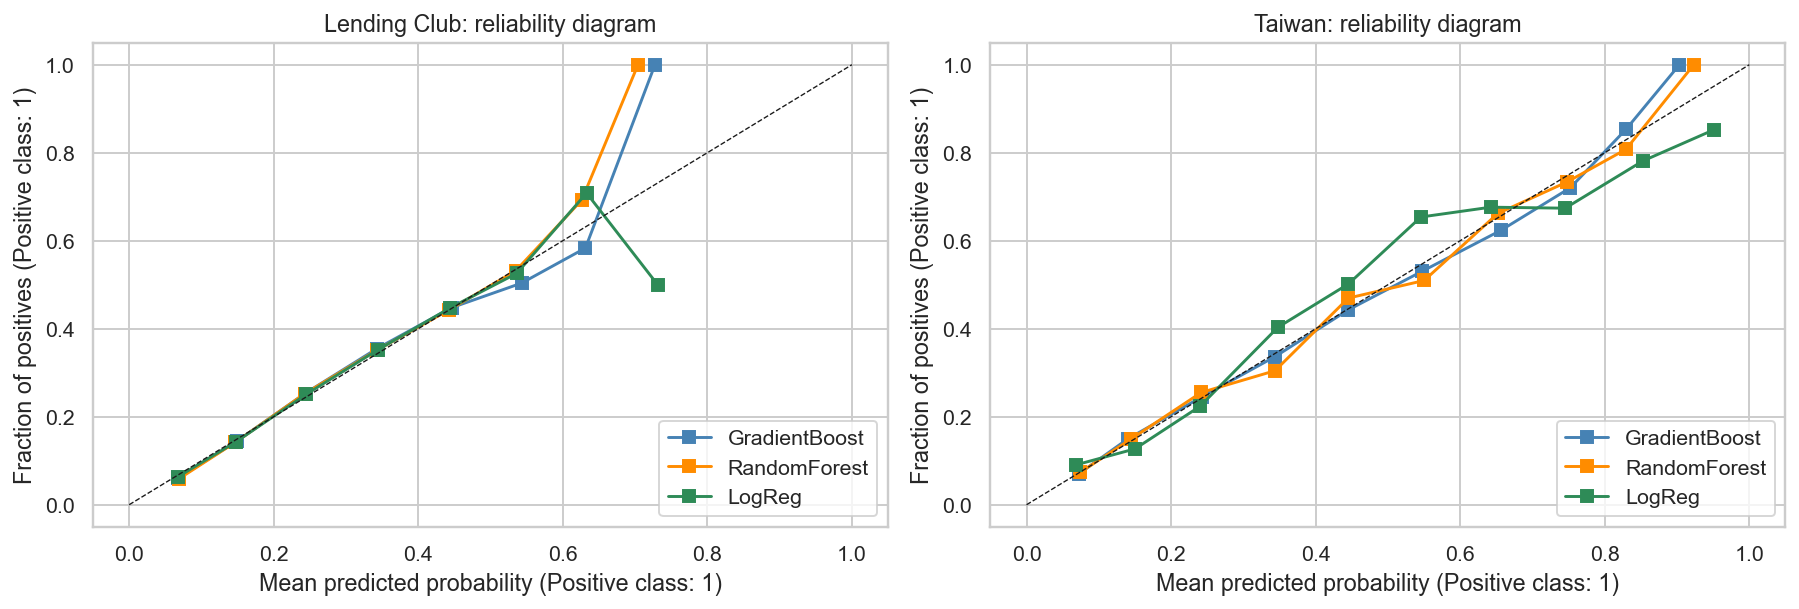 Lending Club: reliability diagram
Fraction of positives (Positive class: 1)
1.0
0.8
0.6
0.4
0.2
0.0
0.0 0.2 0.4 0.6 0.8 1.0
Mean predicted probability (Positive class: 1)
GradientBoost
RandomForest
LogReg
Taiwan: reliability diagram
Fraction of positives (Positive class: 1)
1.0
0.8
0.6
0.4
0.2
0.0
0.0 0.2 0.4 0.6 0.8 1.0
Mean predicted probability (Positive class: 1)
GradientBoost
RandomForest
LogReg